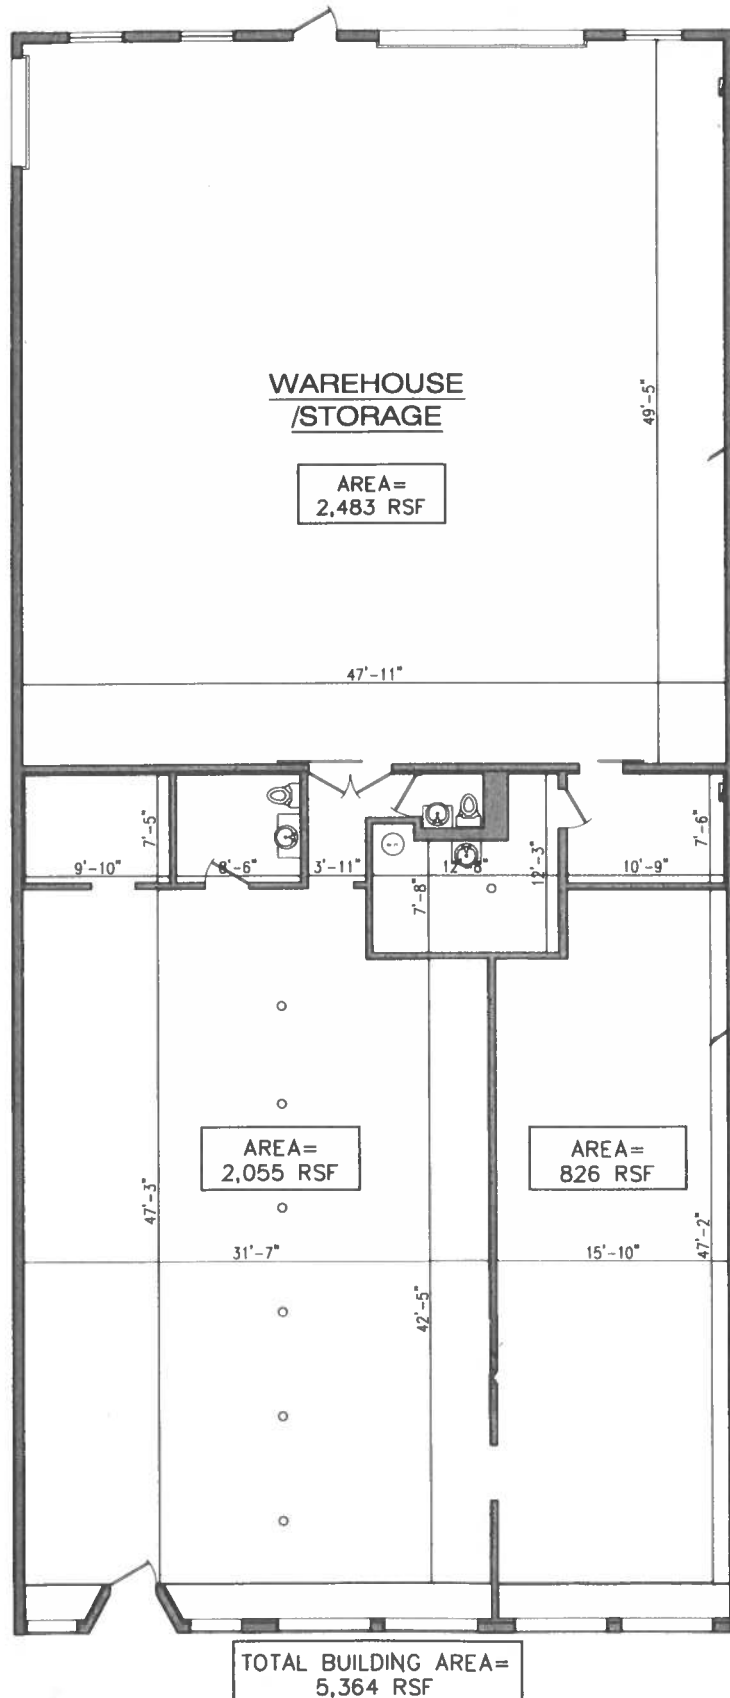 49'-5"
WAREHOUSE
/STORAGE
AREA=
2,483 RSF
47'-11"
7'-5"
7'-6"
9'-10"
8'-6"
3'-11"
12'-8"
12'-3"
10'-9"
7'-8"
AREA=
2,055 RSF
AREA=
826 RSF
47'-3"
47'-2"
31'-7"
15'-10"
42'-5"
TOTAL BUILDING AREA=
5,364 RSF